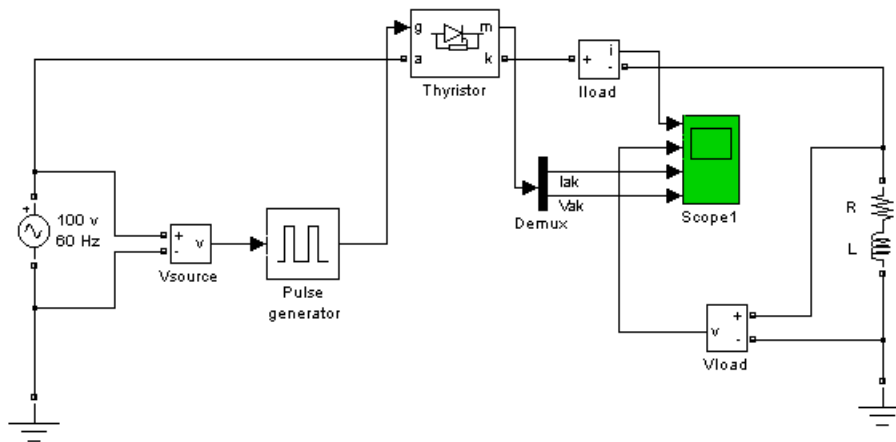 g
m
a
k
Thyristor
+
i
-
Iload
Iak
Vak
Demux
Scope1
+
100 v
60 Hz
+
-
v
Vsource
Pulse
generator
R
L
+
v
-
Vload